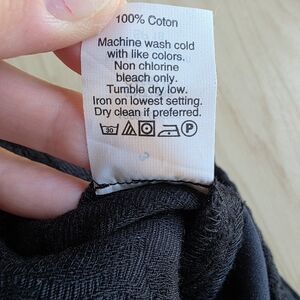 100% Coton
Machine wash cold
with like colors.
Non chlorine
bleach only.
Tumble dry low.
Iron on lowest setting.
Dry clean if preferred.
30
P